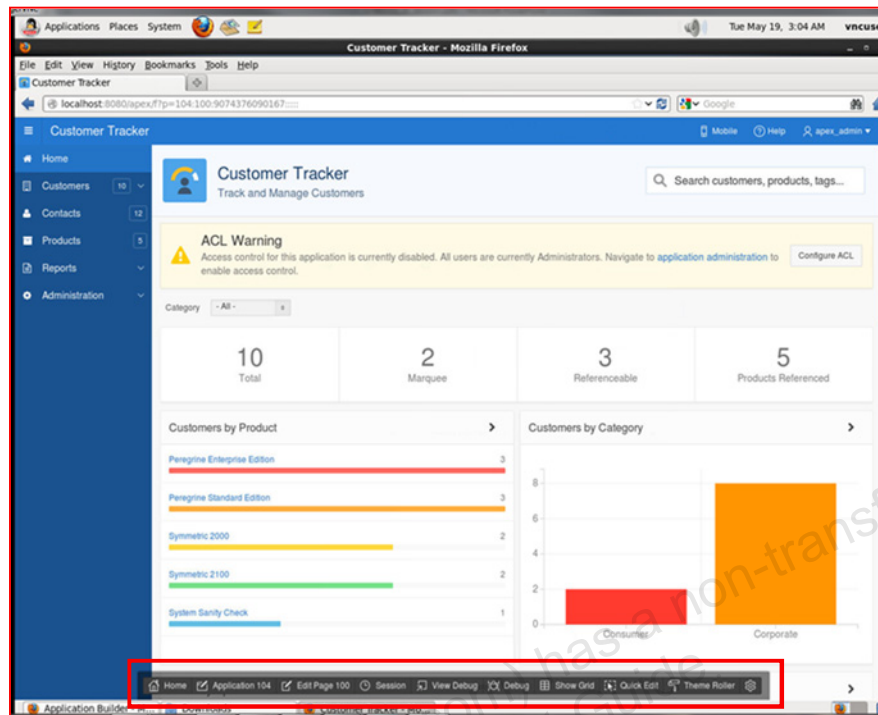 Applications Places System Tue May 19, 3:04 AM vncuse
Customer Tracker - Mozilla Firefox
File Edit View History Bookmarks Tools Help
Customer Tracker
localhost:8080/apex/f?p=104:100:9074376090167::::: Google
Customer Tracker Mobile Help apex_admin
Home
Customers 10
Contacts 12
Products 5
Reports
Administration
Customer Tracker
Track and Manage Customers
Search customers, products, tags...
ACL Warning
Access control for this application is currently disabled. All users are currently Administrators. Navigate to application administration to
enable access control.
Configure ACL
Category - All -
10 2 3 5
Total Marquee Referenceable Products Referenced
Customers by Product
Peregrine Enterprise Edition 3
Peregrine Standard Edition 3
Symmetric 2000 2
Symmetric 2100 2
System Sanity Check 1
Customers by Category
8
6
4
2
0
Consumer Corporate
has a non-transf
Guide
Home Application 104 Edit Page 100 Session View Debug Debug Show Grid Quick Edit Theme Roller
Application Builder - Downloads Customer Tracker - Mo